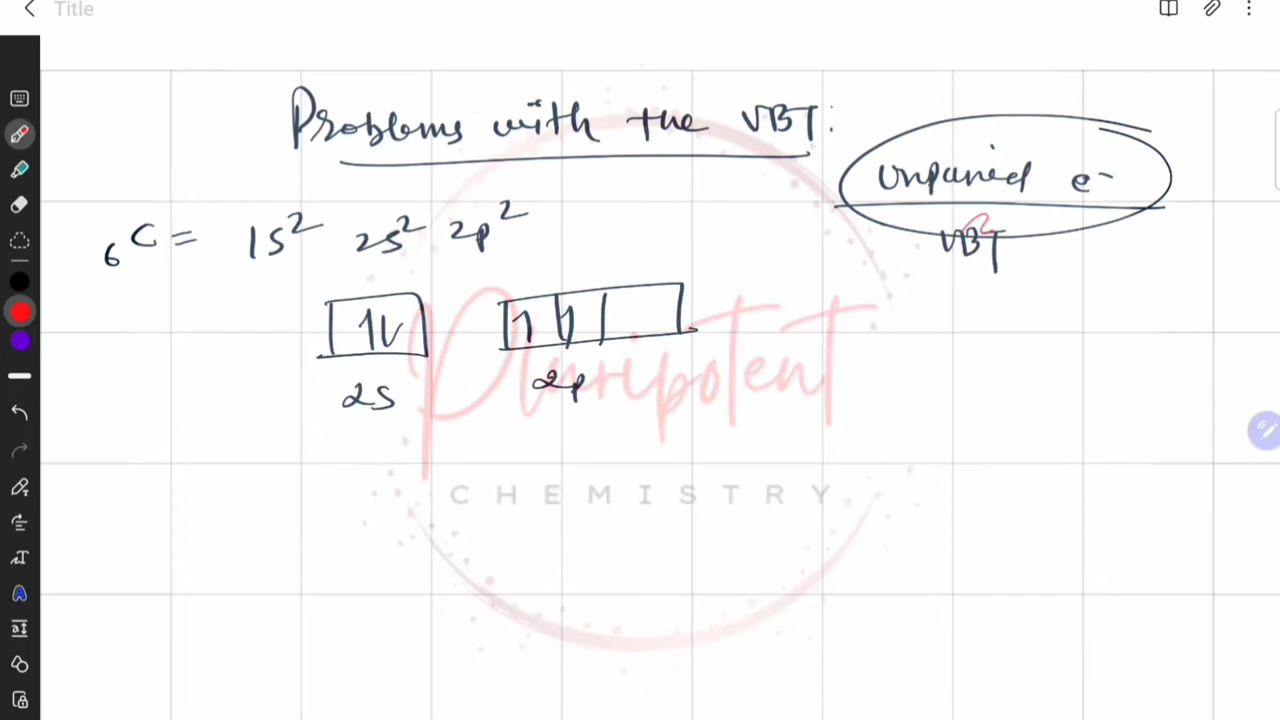 Title
Problems with the VBT:
unpaired e⁻
VBT
₆C = 1s² 2s² 2p²
2s 2p
Pluripotent
CHEMISTRY